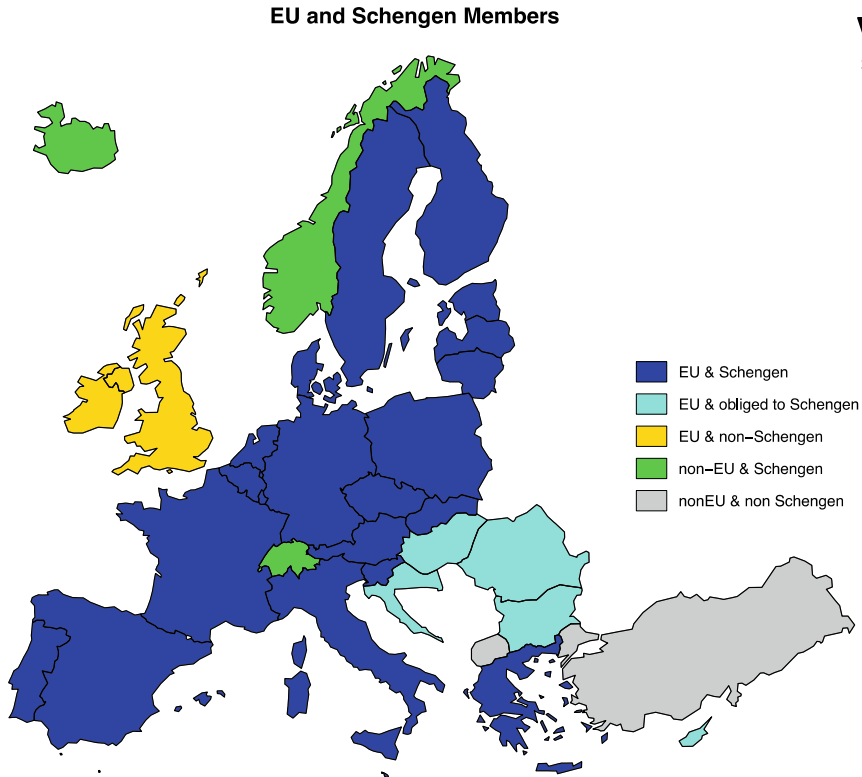 EU and Schengen Members
EU & Schengen
EU & obliged to Schengen
EU & non−Schengen
non−EU & Schengen
nonEU & non Schengen